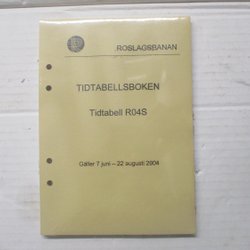 ROSLAGSBANAN
TIDTABELLSBOKEN
Tidtabell R04S
Gäller 7 juni – 22 augusti 2004